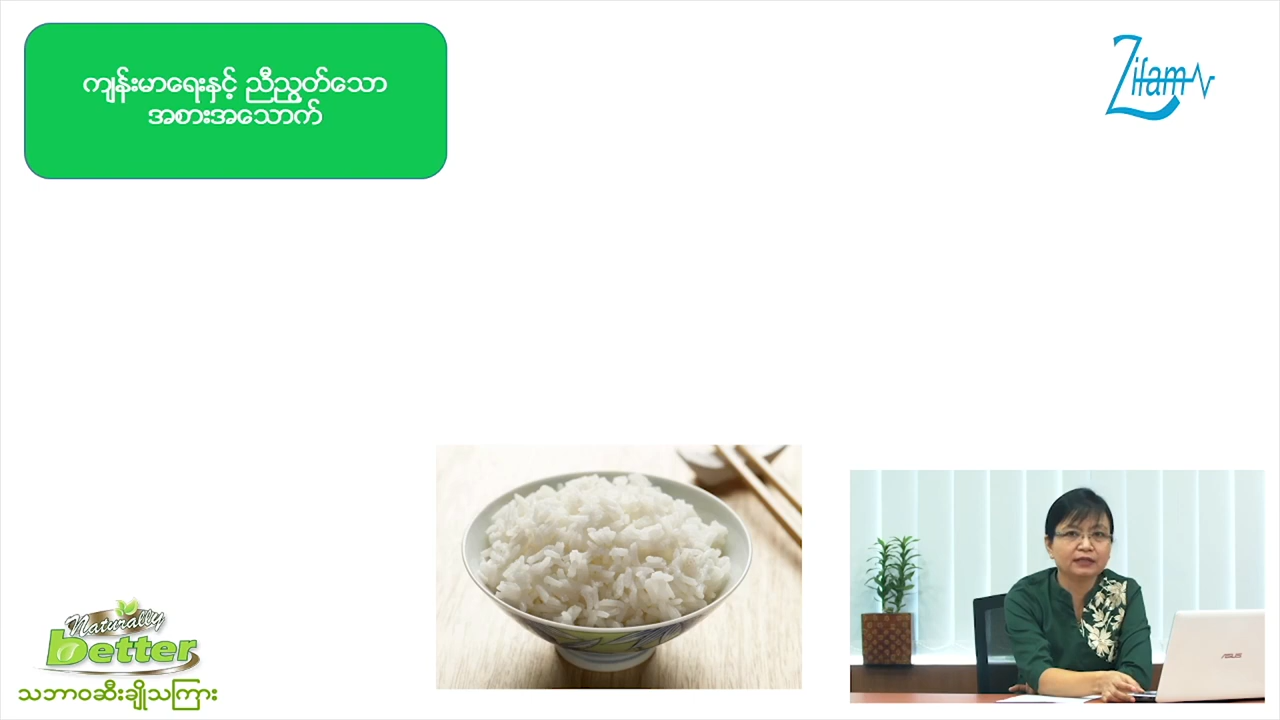 ကျန်းမာရေးနှင့် ညီညွတ်သော
အစားအသောက်
Zifam
Naturally
better
သဘာဝဆီးချိုသကြား
ASUS